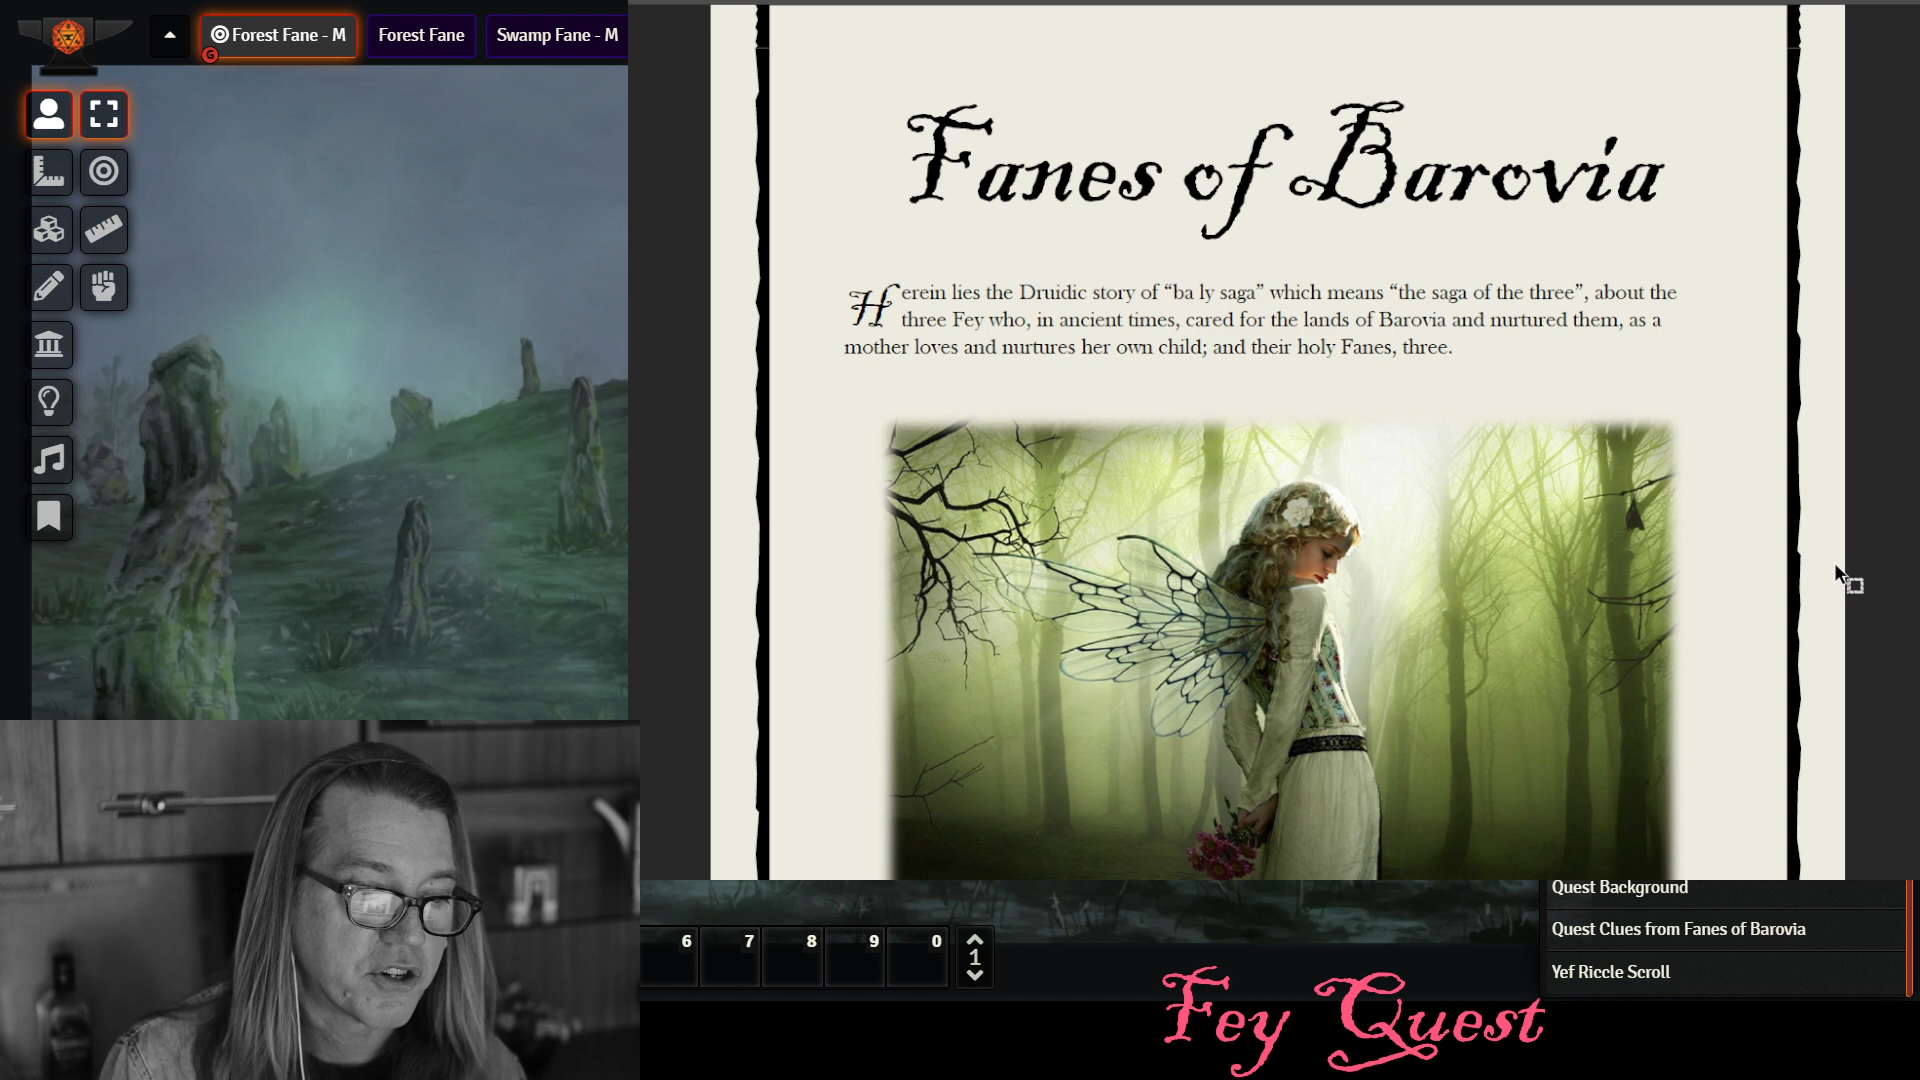 Forest Fane - M
G
Forest Fane
Swamp Fane - M
Fanes of Barovia
Herein lies the Druidic story of “ba ly saga” which means “the saga of the three”, about the
three Fey who, in ancient times, cared for the lands of Barovia and nurtured them, as a
mother loves and nurtures her own child; and their holy Fanes, three.
Quest Background
Quest Clues from Fanes of Barovia
Yef Riccle Scroll
6 7 8 9 0
1
Fey Quest